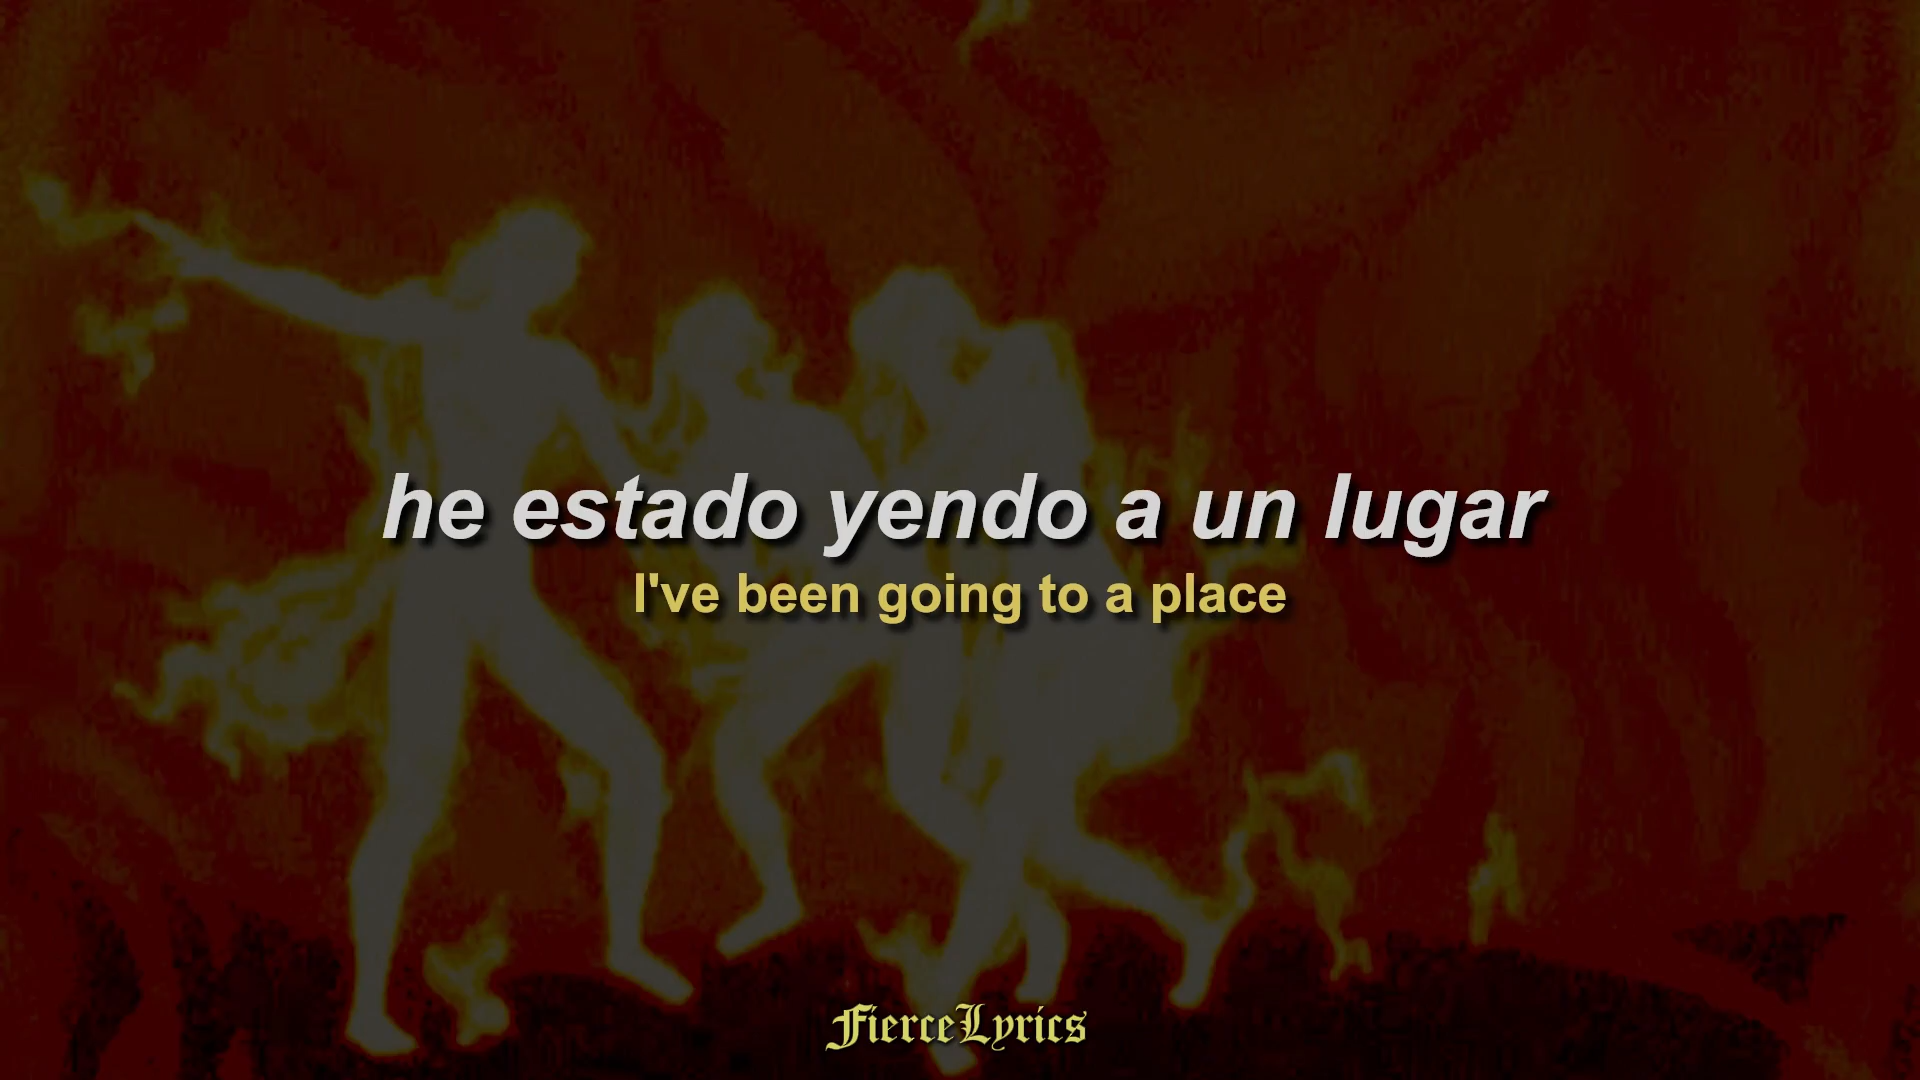 he estado yendo a un lugar
I've been going to a place
FierceLyrics